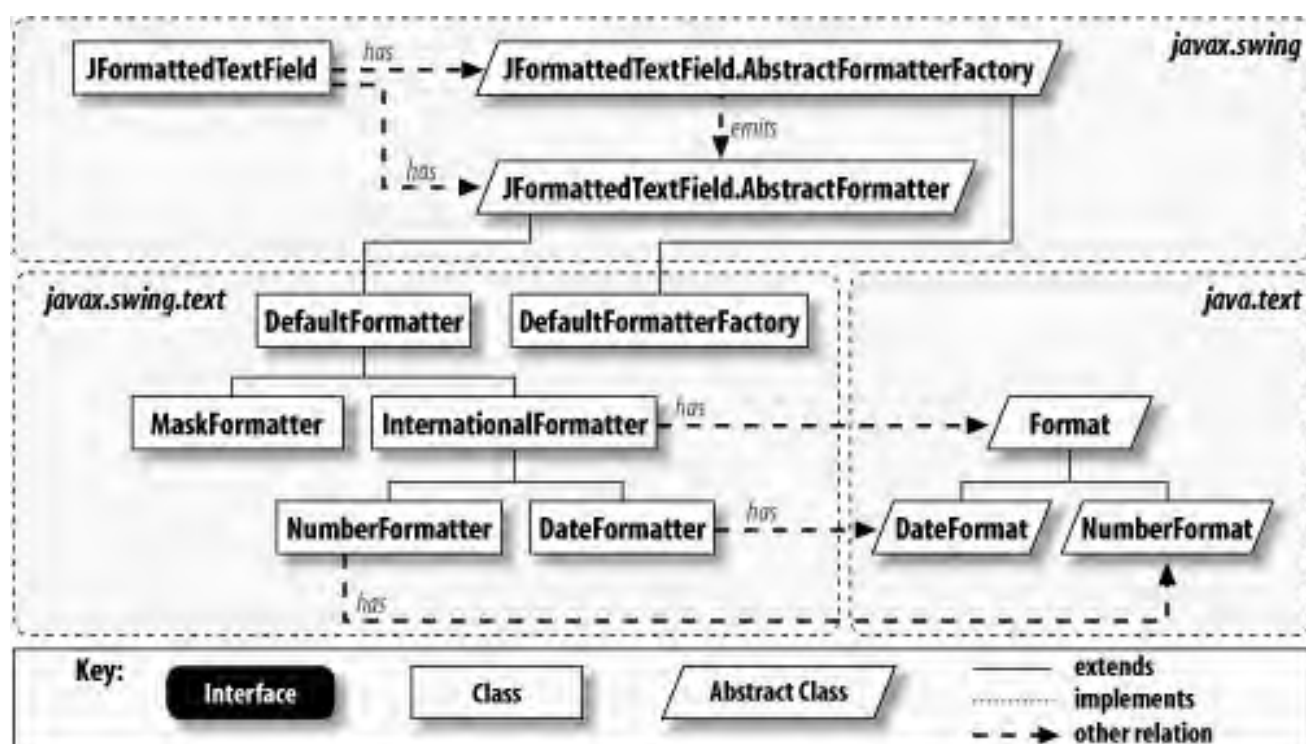 javax.swing
JFormattedTextField
has
JFormattedTextField.AbstractFormatterFactory
emits
has
JFormattedTextField.AbstractFormatter
javax.swing.text
java.text
DefaultFormatter
DefaultFormatterFactory
MaskFormatter
InternationalFormatter
has
Format
NumberFormatter
DateFormatter
has
DateFormat
NumberFormat
has
Key:
Interface
Class
Abstract Class
extends
implements
other relation